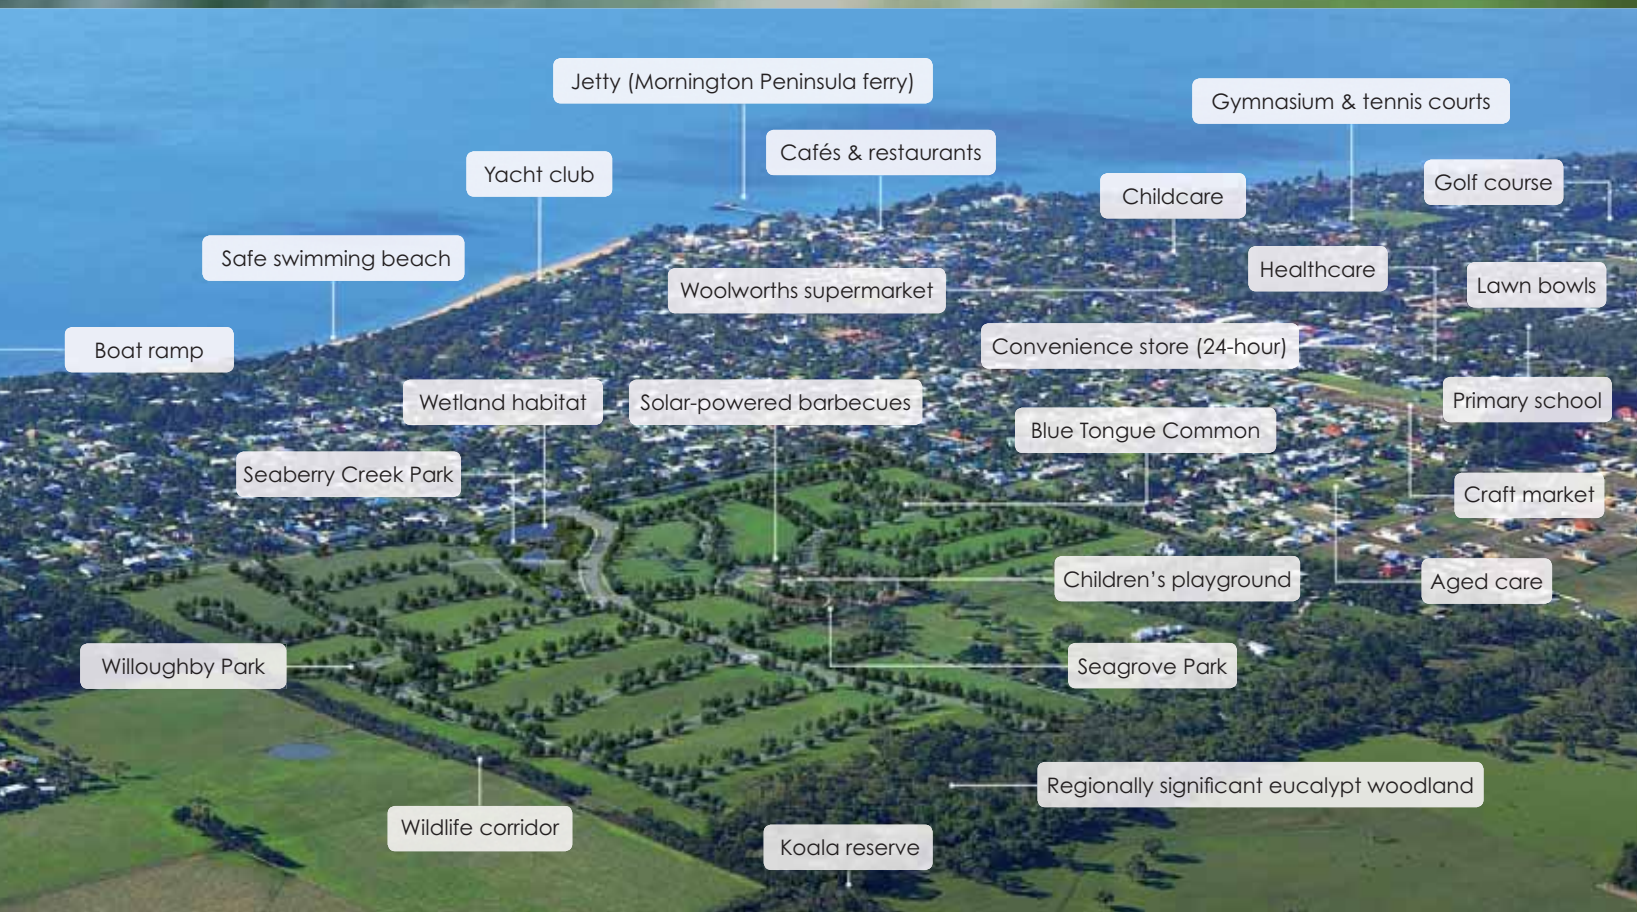 Jetty (Mornington Peninsula ferry)
Gymnasium & tennis courts
Cafés & restaurants
Yacht club
Golf course
Childcare
Safe swimming beach
Healthcare
Lawn bowls
Woolworths supermarket
Boat ramp
Convenience store (24-hour)
Wetland habitat
Solar-powered barbecues
Primary school
Blue Tongue Common
Seaberry Creek Park
Craft market
Children’s playground
Aged care
Willoughby Park
Seagrove Park
Regionally significant eucalypt woodland
Wildlife corridor
Koala reserve